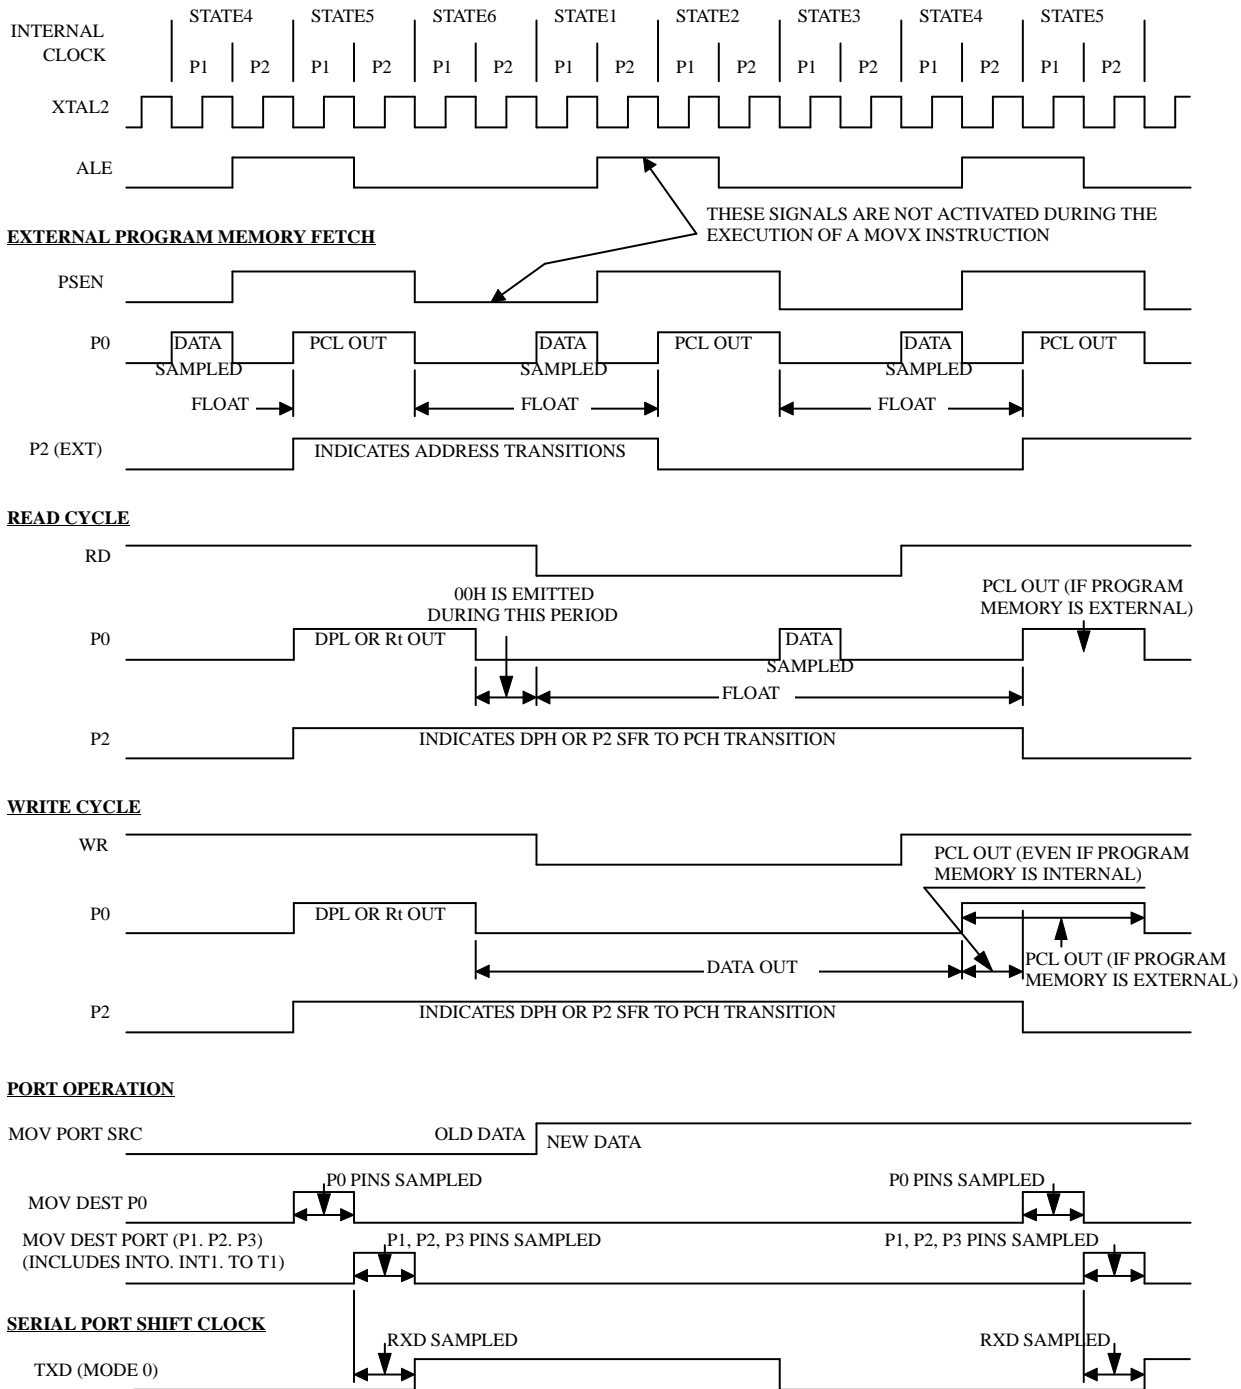 INTERNAL
CLOCK
STATE4 STATE5 STATE6 STATE1 STATE2 STATE3 STATE4 STATE5
P1 P2 P1 P2 P1 P2 P1 P2 P1 P2 P1 P2 P1 P2 P1 P2
XTAL2
ALE
THESE SIGNALS ARE NOT ACTIVATED DURING THE
EXECUTION OF A MOVX INSTRUCTION
EXTERNAL PROGRAM MEMORY FETCH
PSEN
P0
DATA
SAMPLED
PCL OUT
DATA
SAMPLED
PCL OUT
DATA
SAMPLED
PCL OUT
FLOAT FLOAT FLOAT
P2 (EXT)
INDICATES ADDRESS TRANSITIONS
READ CYCLE
RD
00H IS EMITTED
DURING THIS PERIOD
PCL OUT (IF PROGRAM
MEMORY IS EXTERNAL)
P0
DPL OR Rt OUT
DATA
SAMPLED
FLOAT
P2
INDICATES DPH OR P2 SFR TO PCH TRANSITION
WRITE CYCLE
WR
PCL OUT (EVEN IF PROGRAM
MEMORY IS INTERNAL)
P0
DPL OR Rt OUT
DATA OUT
PCL OUT (IF PROGRAM
MEMORY IS EXTERNAL)
P2
INDICATES DPH OR P2 SFR TO PCH TRANSITION
PORT OPERATION
MOV PORT SRC
OLD DATA
NEW DATA
P0 PINS SAMPLED P0 PINS SAMPLED
MOV DEST P0
MOV DEST PORT (P1. P2. P3)
(INCLUDES INTO. INT1. TO T1)
P1, P2, P3 PINS SAMPLED P1, P2, P3 PINS SAMPLED
SERIAL PORT SHIFT CLOCK
RXD SAMPLED RXD SAMPLED
TXD (MODE 0)